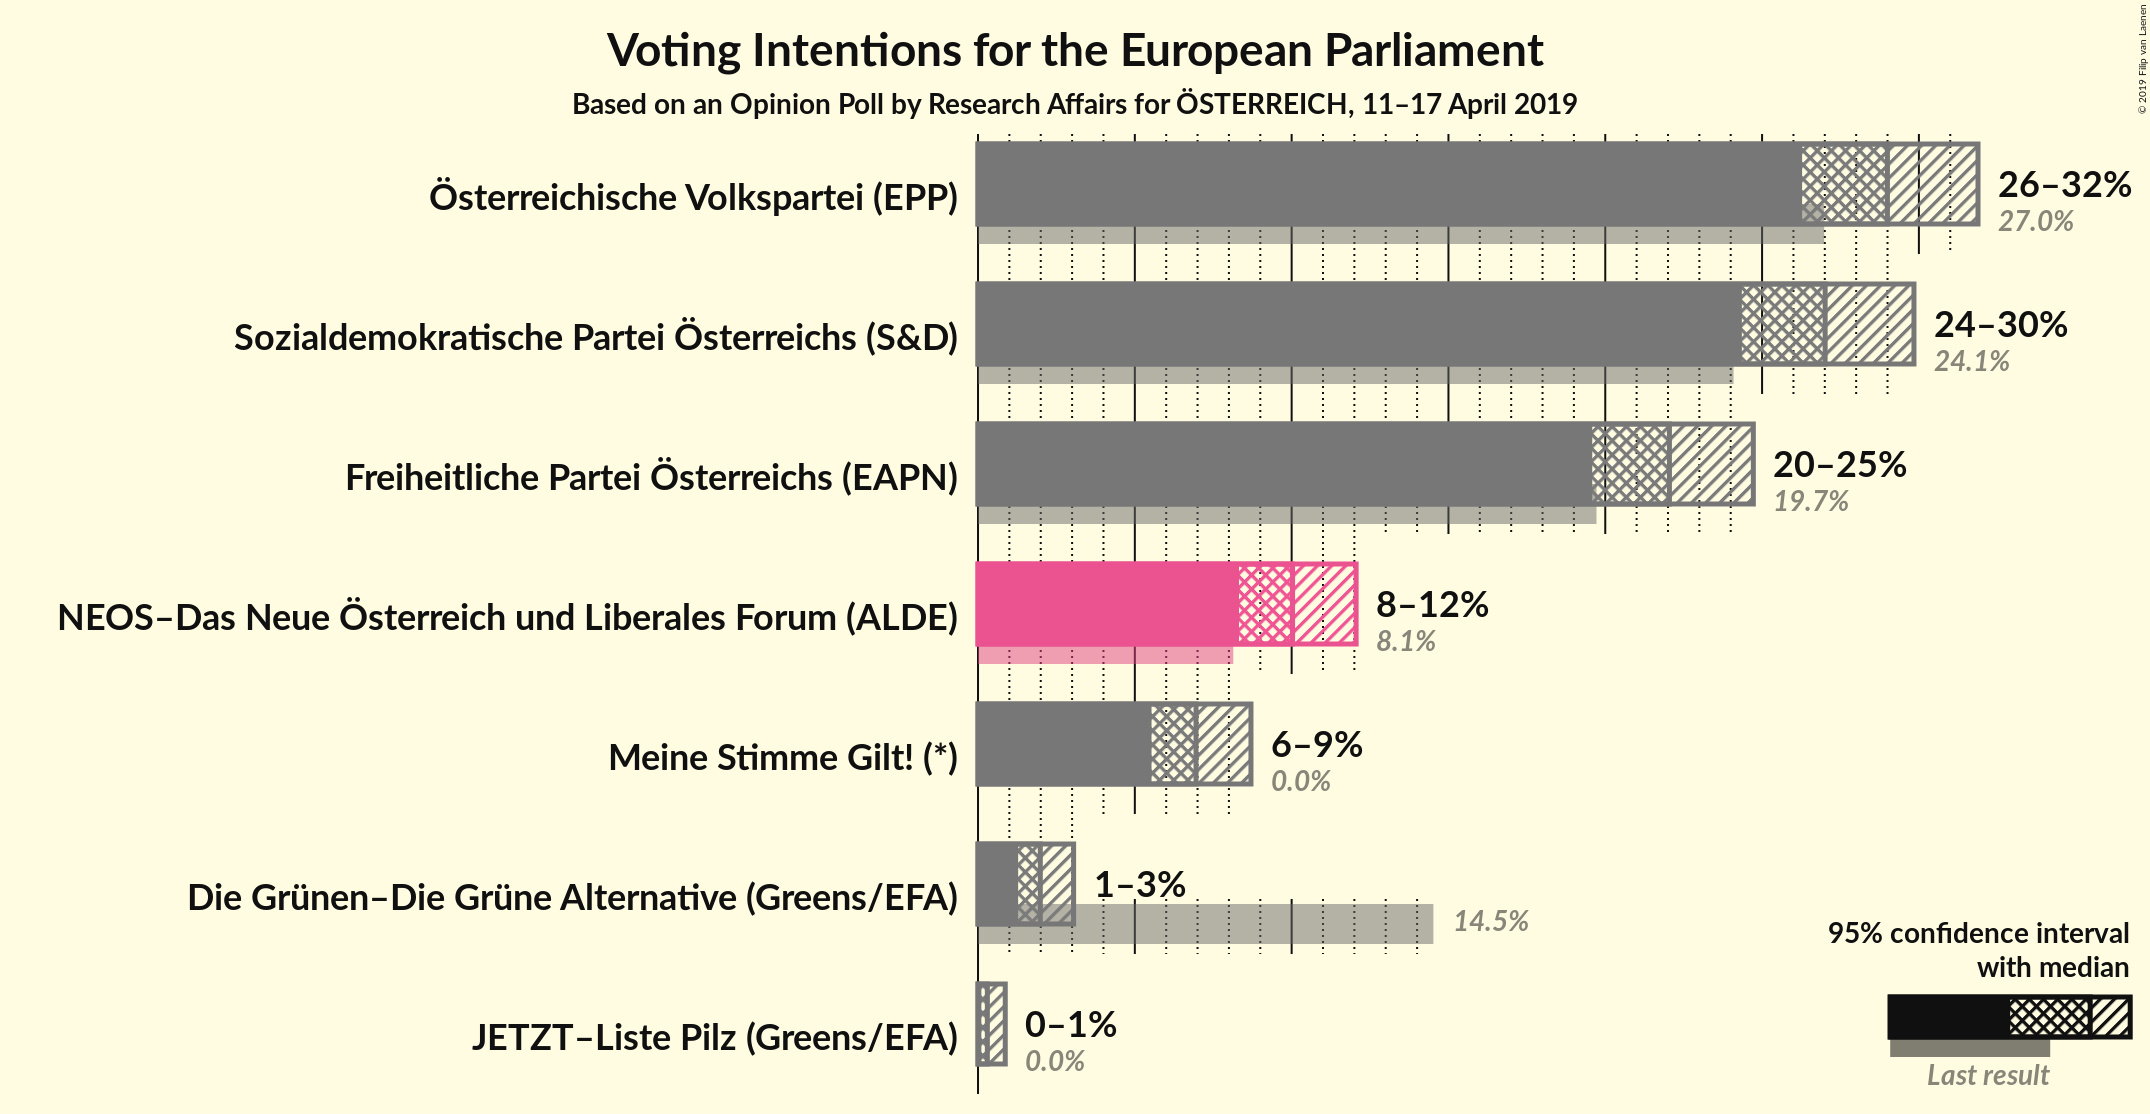 Voting Intentions for the European Parliament
Based on an Opinion Poll by Research Affairs for ÖSTERREICH, 11–17 April 2019
© 2019 Filip van Laenen
Österreichische Volkspartei (EPP)
26–32%
27.0%
Sozialdemokratische Partei Österreichs (S&D)
24–30%
24.1%
Freiheitliche Partei Österreichs (EAPN)
20–25%
19.7%
NEOS–Das Neue Österreich und Liberales Forum (ALDE)
8–12%
8.1%
Meine Stimme Gilt! (*)
6–9%
0.0%
Die Grünen–Die Grüne Alternative (Greens/EFA)
1–3%
14.5%
JETZT–Liste Pilz (Greens/EFA)
0–1%
0.0%
95% confidence interval
with median
Last result